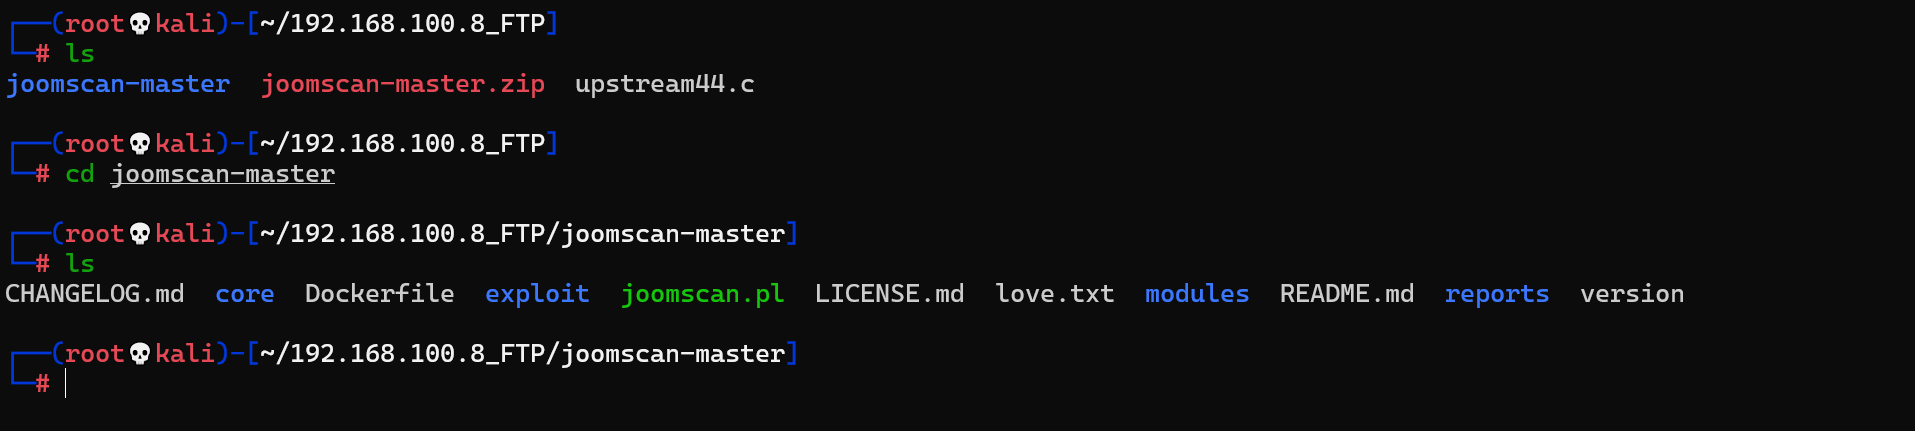 ┌──(root💀kali)-[~/192.168.100.8_FTP]
└─# ls
joomscan-master  joomscan-master.zip  upstream44.c
┌──(root💀kali)-[~/192.168.100.8_FTP]
└─# cd joomscan-master
┌──(root💀kali)-[~/192.168.100.8_FTP/joomscan-master]
└─# ls
CHANGELOG.md  core  Dockerfile  exploit  joomscan.pl  LICENSE.md  love.txt  modules  README.md  reports  version
┌──(root💀kali)-[~/192.168.100.8_FTP/joomscan-master]
└─#